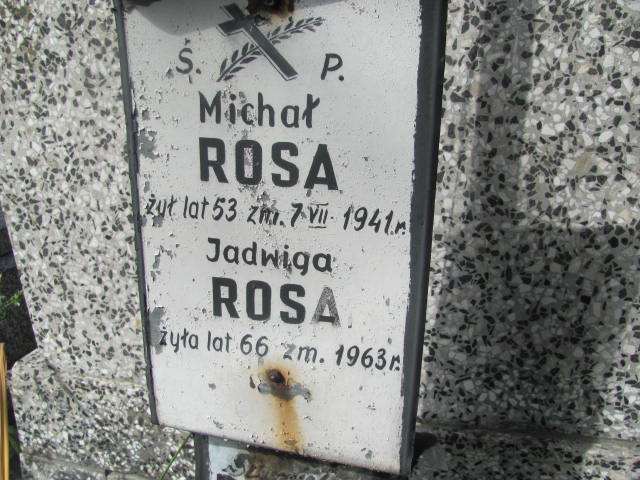 Ś. P.
Michał
ROSA
żył lat 53 zm. 7 VII 1941 r.
Jadwiga
ROSA
żyła lat 66 zm. 1963 r.